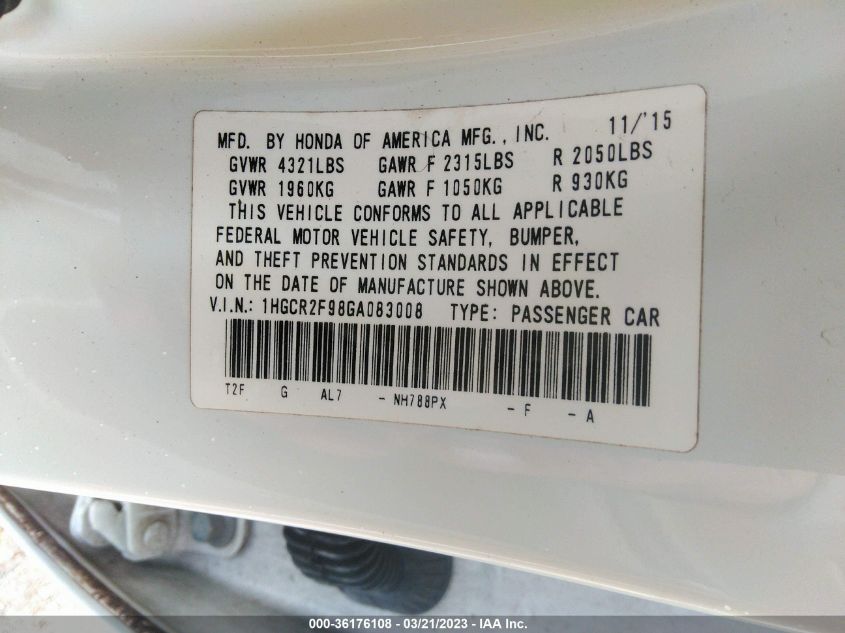 MFD. BY HONDA OF AMERICA MFG., INC. 11/'15
GVWR 4321LBS GAWR F 2315LBS R 2050LBS
GVWR 1960KG GAWR F 1050KG R 930KG
THIS VEHICLE CONFORMS TO ALL APPLICABLE
FEDERAL MOTOR VEHICLE SAFETY, BUMPER,
AND THEFT PREVENTION STANDARDS IN EFFECT
ON THE DATE OF MANUFACTURE SHOWN ABOVE.
V.I.N.: 1HGCR2F98GA083008 TYPE: PASSENGER CAR
T2F G AL7 - NH788PX - F - A
000-36176108 - 03/21/2023 - IAA Inc.